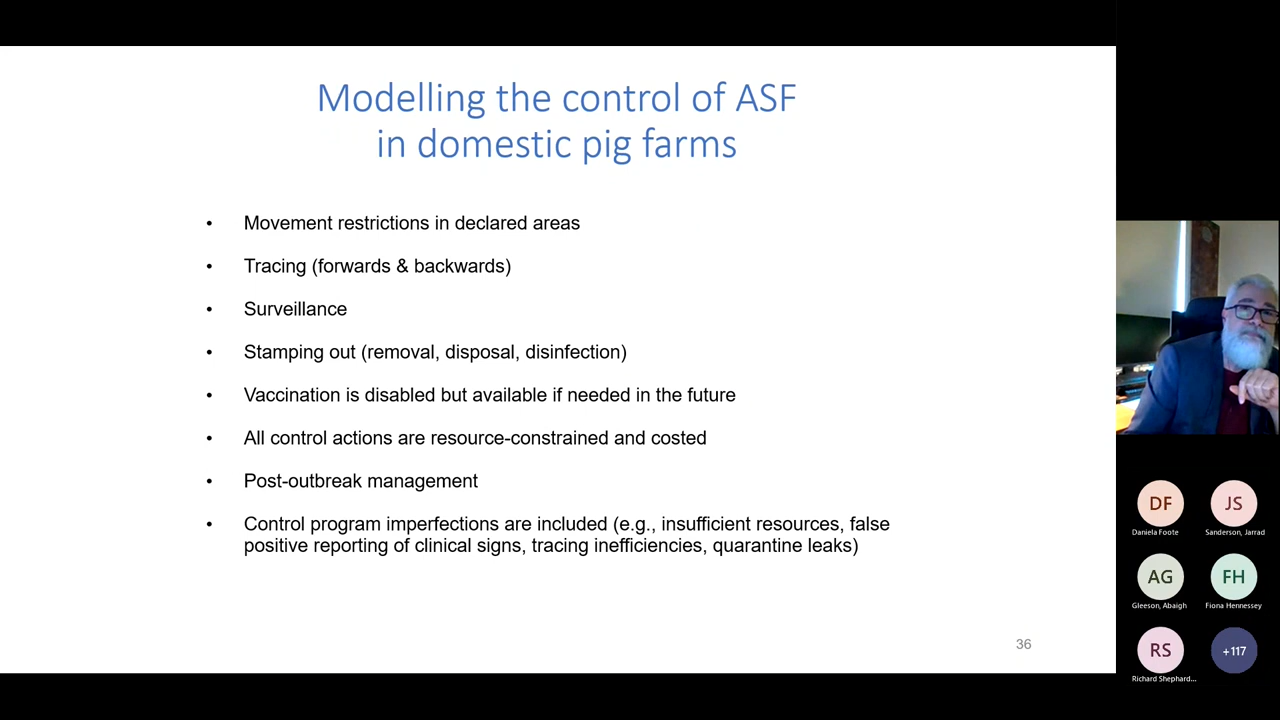 Modelling the control of ASF
in domestic pig farms
• Movement restrictions in declared areas
• Tracing (forwards & backwards)
• Surveillance
• Stamping out (removal, disposal, disinfection)
• Vaccination is disabled but available if needed in the future
• All control actions are resource-constrained and costed
• Post-outbreak management
• Control program imperfections are included (e.g., insufficient resources, false
positive reporting of clinical signs, tracing inefficiencies, quarantine leaks)
36
DF
Daniela Foote
JS
Sanderson, Jarrad
AG
Gleeson, Abaigh
FH
Fiona Hennessey
RS
Richard Shephard...
+117